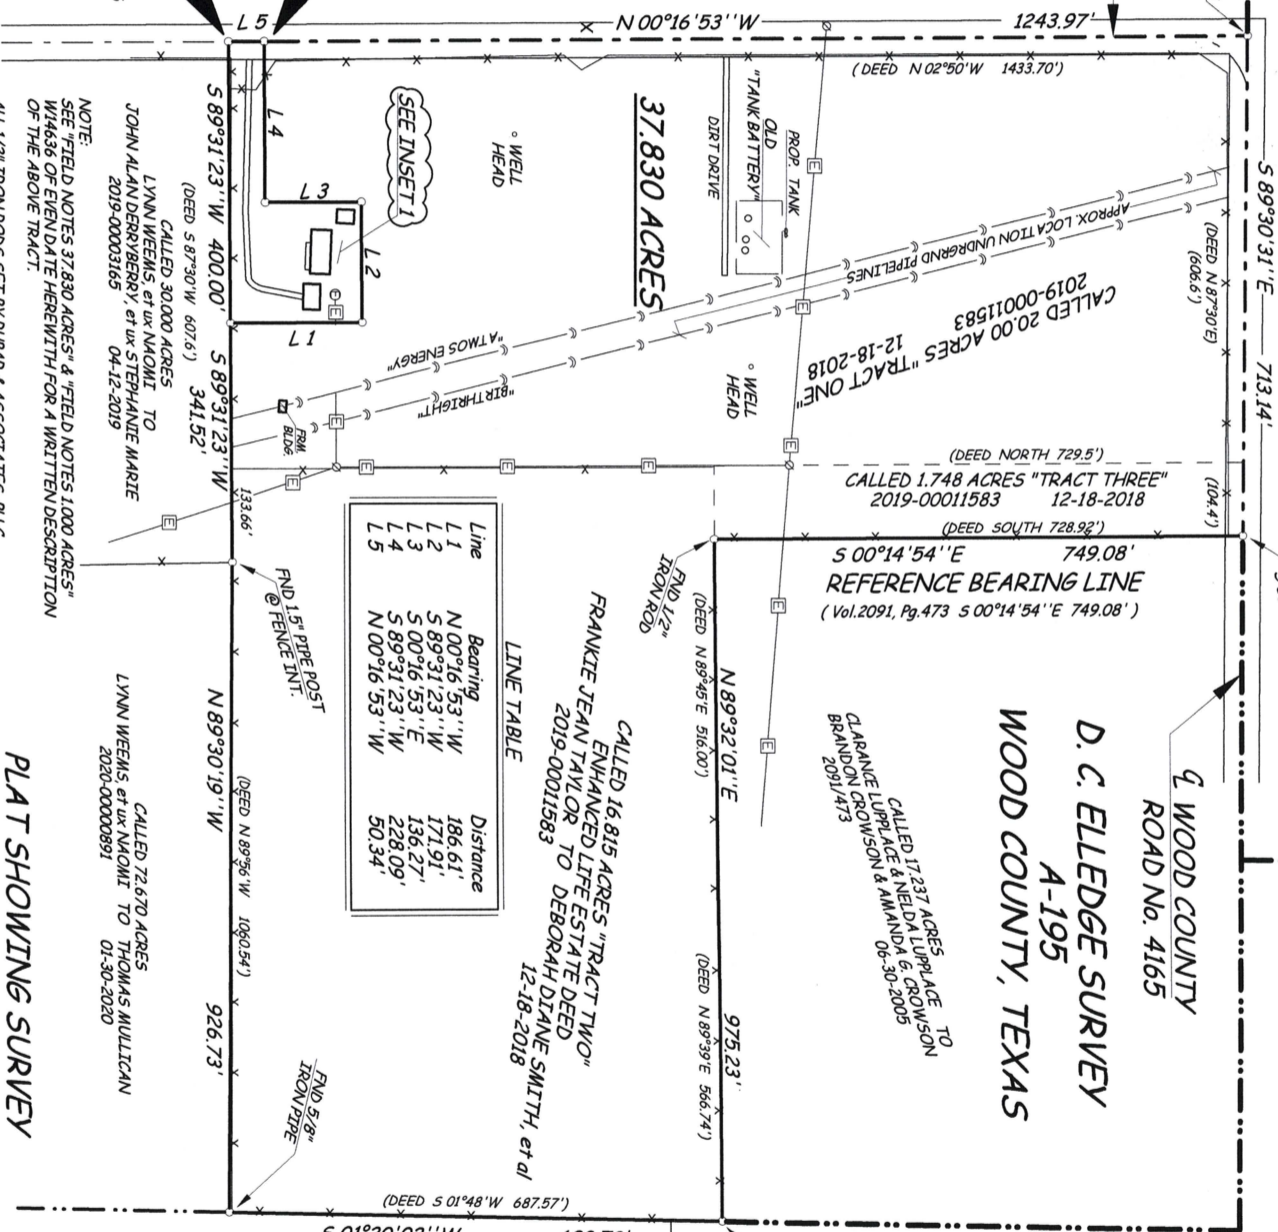 L 5
N 00°16'53''W
1243.97'
( DEED N 02°50'W 1433.70')
S 89°30'31''E
713.14'
(DEED N 87°30'E)
(606.6')
(104.4')
S 89°31'23''W 400.00'
(DEED S 87°30'W 607.6')
S 89°31'23''W
341.52'
133.66'
L 4
L 3
L 2
L 1
SEE INSET 1
° WELL
HEAD
37.830 ACRES
DIRT DRIVE
PROP. TANK
OLD
"TANK BATTERY"
APPROX. LOCATION UNDRGRND PIPELINES
"ATMOS ENERGY"
"BIRTHRIGHT"
CALLED 20.00 ACRES "TRACT ONE"
2019-00011583
12-18-2018
° WELL
HEAD
FRM.
BLDG.
E
E
E
E
E
E
E
E
E
E
E
E
(DEED NORTH 729.5')
CALLED 1.748 ACRES "TRACT THREE"
2019-00011583 12-18-2018
(DEED SOUTH 728.92')
S 00°14'54''E 749.08'
REFERENCE BEARING LINE
( Vol.2091, Pg.473 S 00°14'54''E 749.08' )
FND 1/2"
IRON ROD
N 89°32'01''E
975.23'
(DEED N 89°45'E 516.00')
(DEED N 89°39'E 566.74')
CALLED 17.237 ACRES
CLARANCE LUPPLACE & NELDA LUPPLACE TO
BRANDON CROWSON & AMANDA G. CROWSON
2091/473 06-30-2005
℄ WOOD COUNTY
ROAD No. 4165
D. C. ELLEDGE SURVEY
A-195
WOOD COUNTY, TEXAS
CALLED 16.815 ACRES "TRACT TWO"
ENHANCED LIFE ESTATE DEED
FRANKIE JEAN TAYLOR TO DEBORAH DIANE SMITH, et al
2019-00011583 12-18-2018
LINE TABLE
Line Bearing Distance
L 1 N 00°16'53''W 186.61'
L 2 S 89°31'23''W 171.91'
L 3 S 00°16'53''E 136.27'
L 4 S 89°31'23''W 228.09'
L 5 N 00°16'53''W 50.34'
FND 1.5" PIPE POST
@ FENCE INT.
N 89°30'19''W
926.73'
(DEED N 89°56'W 1060.54')
FND 5/8"
IRON PIPE
(DEED S 01°48'W 687.57')
CALLED 30.000 ACRES
LYNN WEEMS, et ux NAOMI TO
JOHN ALAN DERRYBERRY, et ux STEPHANIE MARIE
2019-00003165 04-12-2019
CALLED 72.670 ACRES
LYNN WEEMS, et ux NAOMI TO THOMAS MULLICAN
2020-00000891 01-30-2020
NOTE:
SEE "FIELD NOTES 37.830 ACRES" & "FIELD NOTES 1.000 ACRES"
W14636 OF EVEN DATE HEREWITH FOR A WRITTEN DESCRIPTION
OF THE ABOVE TRACT.
PLAT SHOWING SURVEY